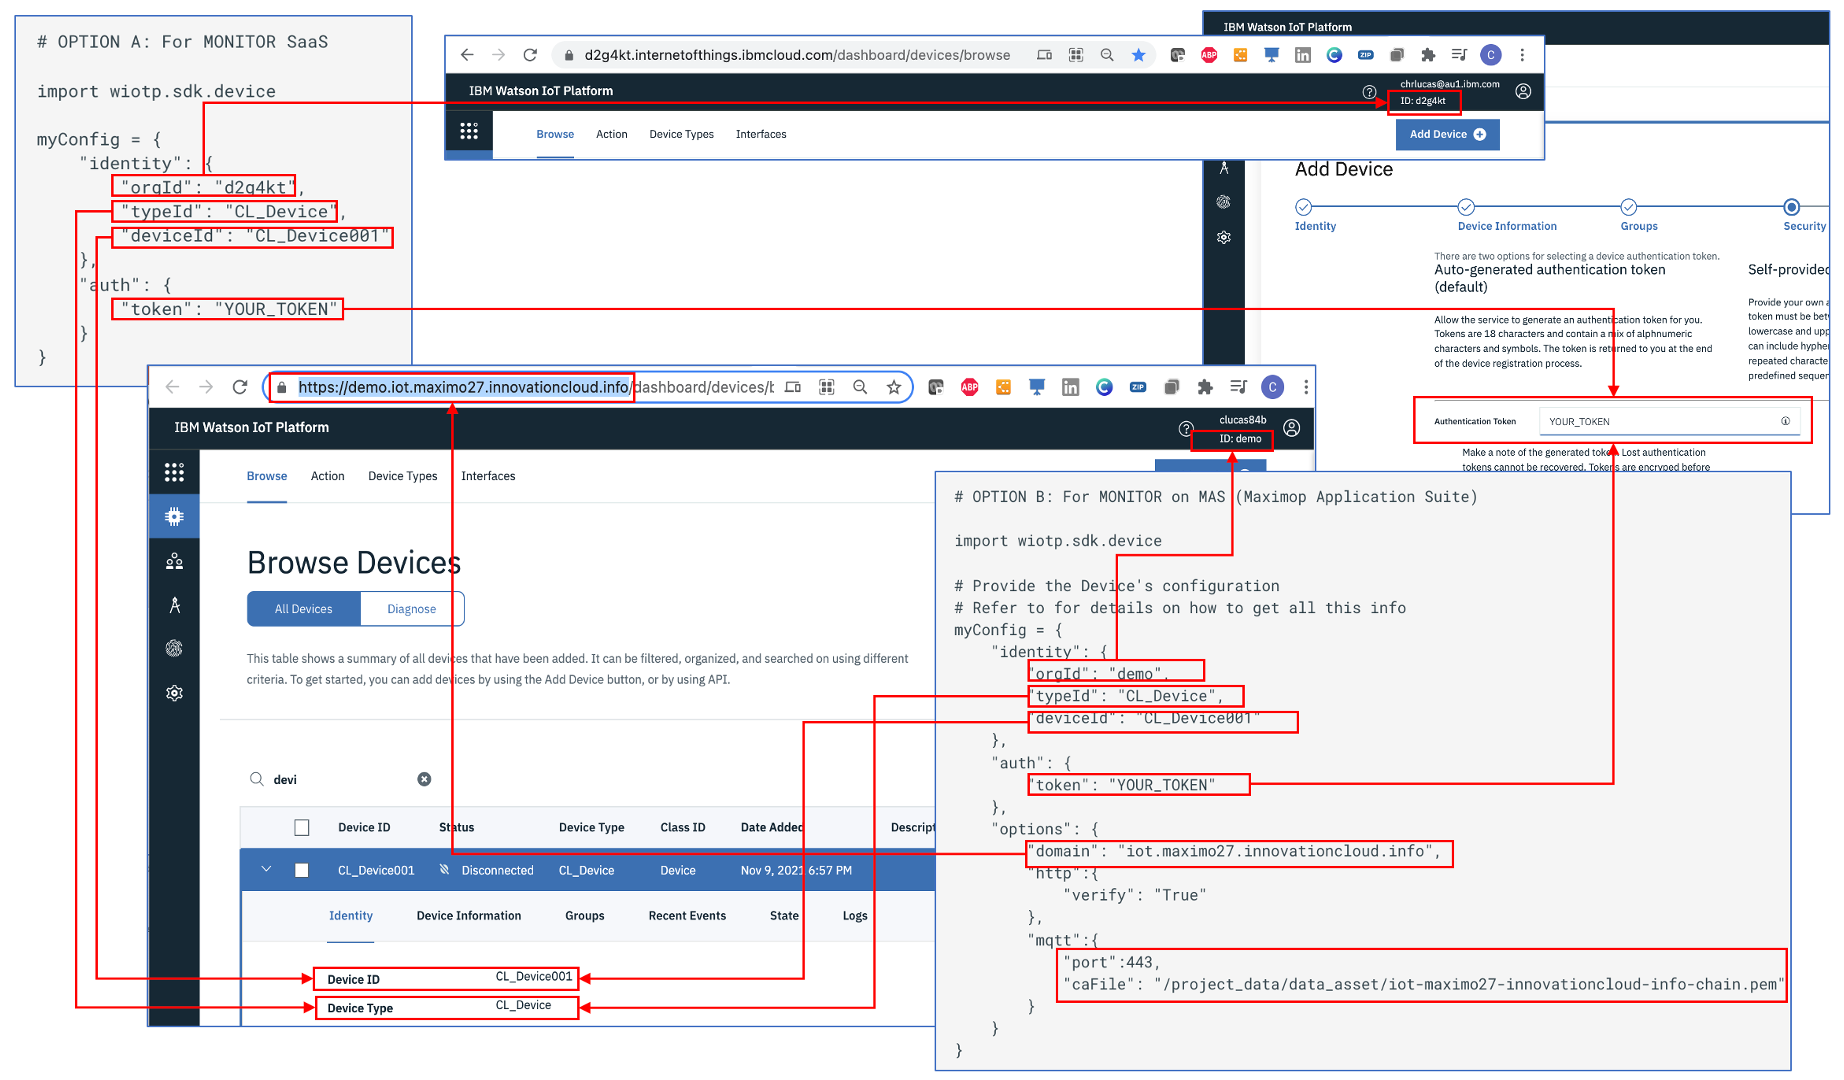 # OPTION A: For MONITOR SaaS
import wiotp.sdk.device
myConfig = {
"identity": {
"orgId": "d2g4kt",
"typeId": "CL_Device",
"deviceId": "CL_Device001"
},
"auth": {
"token": "YOUR_TOKEN"
}
}
d2g4kt.internetofthings.ibmcloud.com/dashboard/devices/browse
ABP
ZIP
C
IBM Watson IoT Platform
chrlucas@au1.ibm.com
ID: d2g4kt
Browse
Action
Device Types
Interfaces
Add Device
IBM Watson IoT Platform
Add Device
Identity
Device Information
Groups
Security
There are two options for selecting a device authentication token.
Auto-generated authentication token
(default)
Allow the service to generate an authentication token for you.
Tokens are 18 characters and contain a mix of alphnumeric
characters and symbols. The token is returned to you at the end
of the device registration process.
Self-provided
Provide your own a
token must be bet
lowercase and upp
can include hypher
repeated characte
predefined sequen
Authentication Token
YOUR_TOKEN
Make a note of the generated token. Lost authentication
tokens cannot be recovered. Tokens are encryped before
https://demo.iot.maximo27.innovationcloud.info/dashboard/devices/b
ABP
ZIP
C
IBM Watson IoT Platform
clucas84b
ID: demo
Browse
Action
Device Types
Interfaces
Browse Devices
All Devices
Diagnose
This table shows a summary of all devices that have been added. It can be filtered, organized, and searched on using different
criteria. To get started, you can add devices by using the Add Device button, or by using API.
devi
Device ID
Status
Device Type
Class ID
Date Added
Descript
CL_Device001
Disconnected
CL_Device
Device
Nov 9, 2021 6:57 PM
Identity
Device Information
Groups
Recent Events
State
Logs
Device ID
CL_Device001
Device Type
CL_Device
# OPTION B: For MONITOR on MAS (Maximop Application Suite)
import wiotp.sdk.device
# Provide the Device's configuration
# Refer to for details on how to get all this info
myConfig = {
"identity": {
"orgId": "demo",
"typeId": "CL_Device",
"deviceId": "CL_Device001"
},
"auth": {
"token": "YOUR_TOKEN"
},
"options": {
"domain": "iot.maximo27.innovationcloud.info",
"http":{
"verify": "True"
},
"mqtt":{
"port":443,
"caFile": "/project_data/data_asset/iot-maximo27-innovationcloud-info-chain.pem"
}
}
}